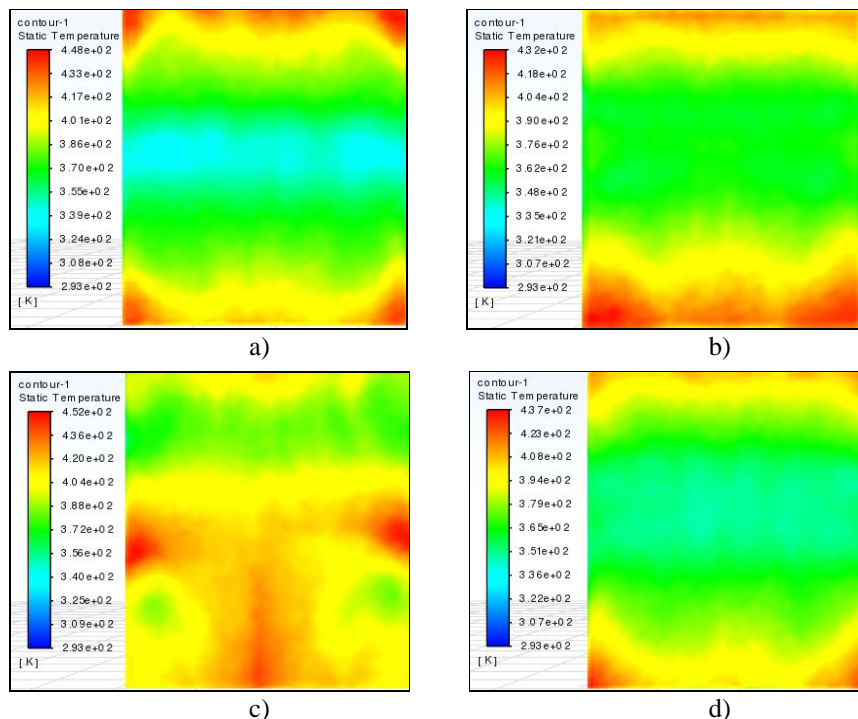 contour-1
Static Temperature
4.48e+02
4.33e+02
4.17e+02
4.01e+02
3.86e+02
3.70e+02
3.55e+02
3.39e+02
3.24e+02
3.08e+02
2.93e+02
[K]
a)
contour-1
Static Temperature
4.32e+02
4.18e+02
4.04e+02
3.90e+02
3.76e+02
3.62e+02
3.48e+02
3.35e+02
3.21e+02
3.07e+02
2.93e+02
[K]
b)
contour-1
Static Temperature
4.52e+02
4.36e+02
4.20e+02
4.04e+02
3.88e+02
3.72e+02
3.56e+02
3.40e+02
3.25e+02
3.09e+02
2.93e+02
[K]
c)
contour-1
Static Temperature
4.37e+02
4.23e+02
4.08e+02
3.94e+02
3.79e+02
3.65e+02
3.51e+02
3.36e+02
3.22e+02
3.07e+02
2.93e+02
[K]
d)